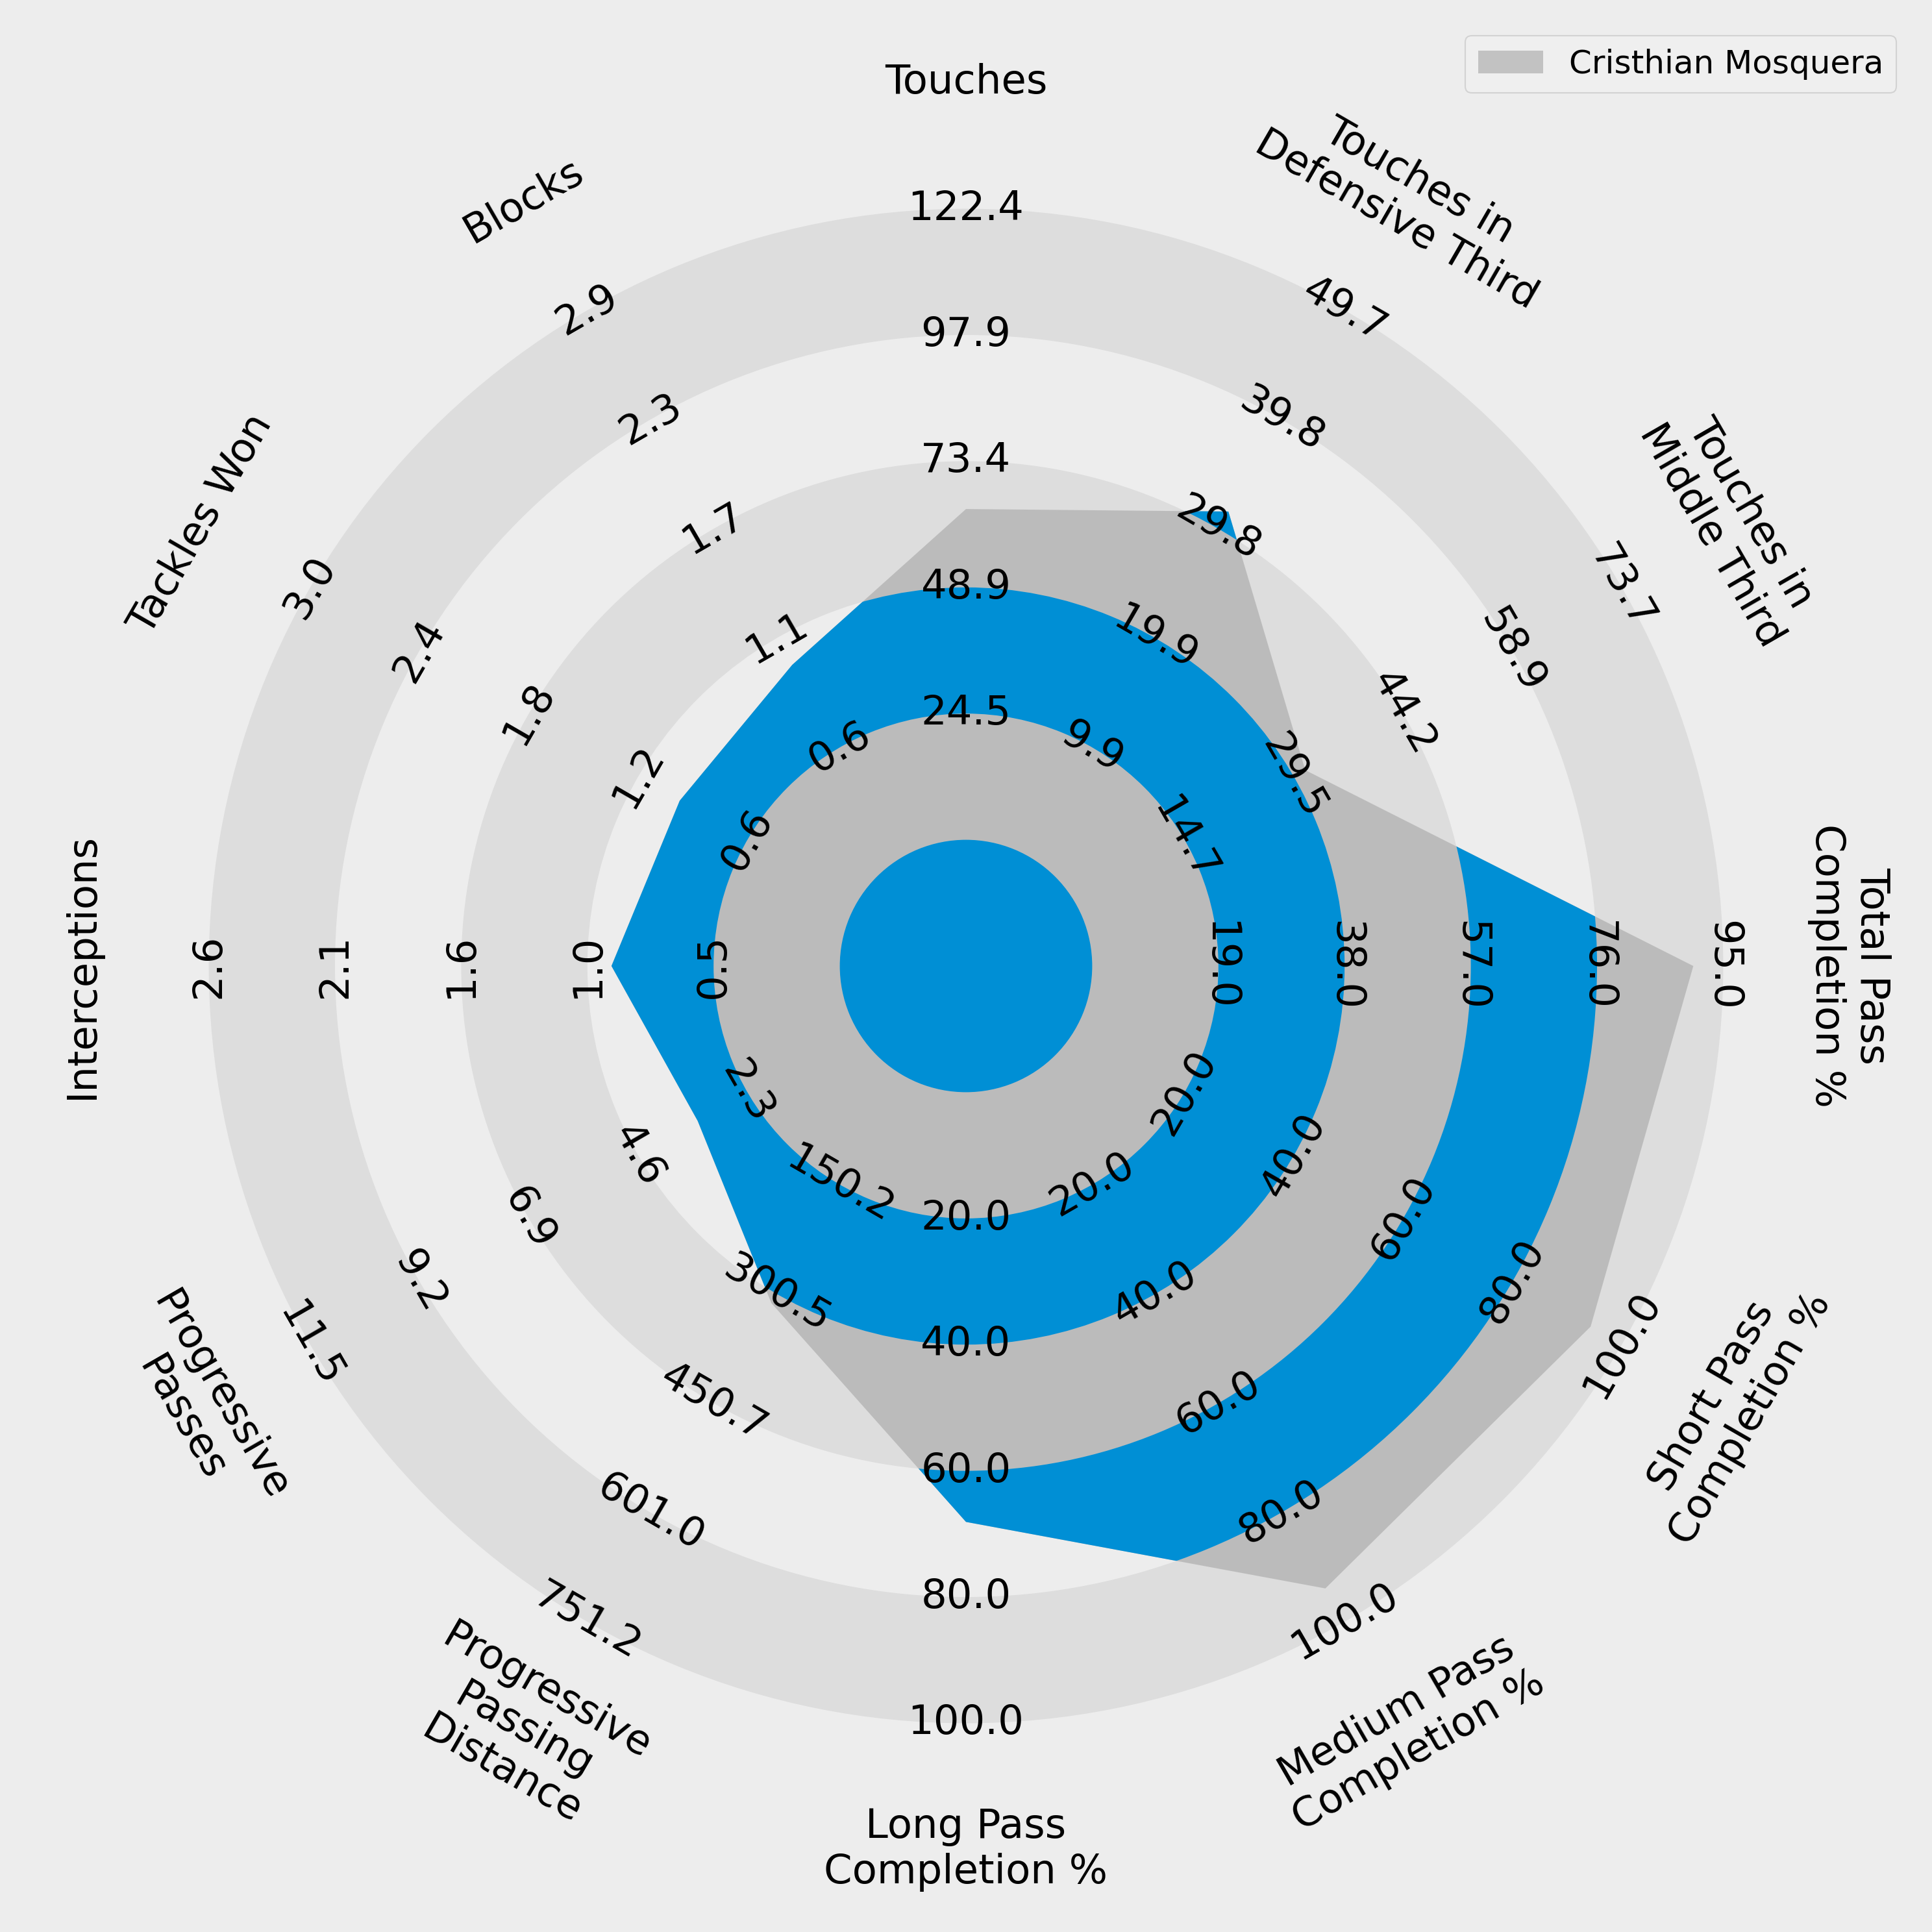 Cristhian Mosquera
Touches
122.4
97.9
73.4
48.9
24.5
Touches in
Defensive Third
49.7
39.8
29.8
19.9
9.9
Touches in
Middle Third
73.7
58.9
44.2
29.5
14.7
Total Pass
Completion %
95.0
76.0
57.0
38.0
19.0
Short Pass
Completion %
100.0
80.0
60.0
40.0
20.0
Medium Pass
Completion %
100.0
80.0
60.0
40.0
20.0
Long Pass
Completion %
100.0
80.0
60.0
40.0
20.0
Progressive
Passing
Distance
751.2
601.0
450.7
300.5
150.2
Progressive
Passes
11.5
9.2
6.9
4.6
2.3
Interceptions
2.6
2.1
1.6
1.0
0.5
Tackles Won
3.0
2.4
1.8
1.2
0.6
Blocks
2.9
2.3
1.7
1.1
0.6